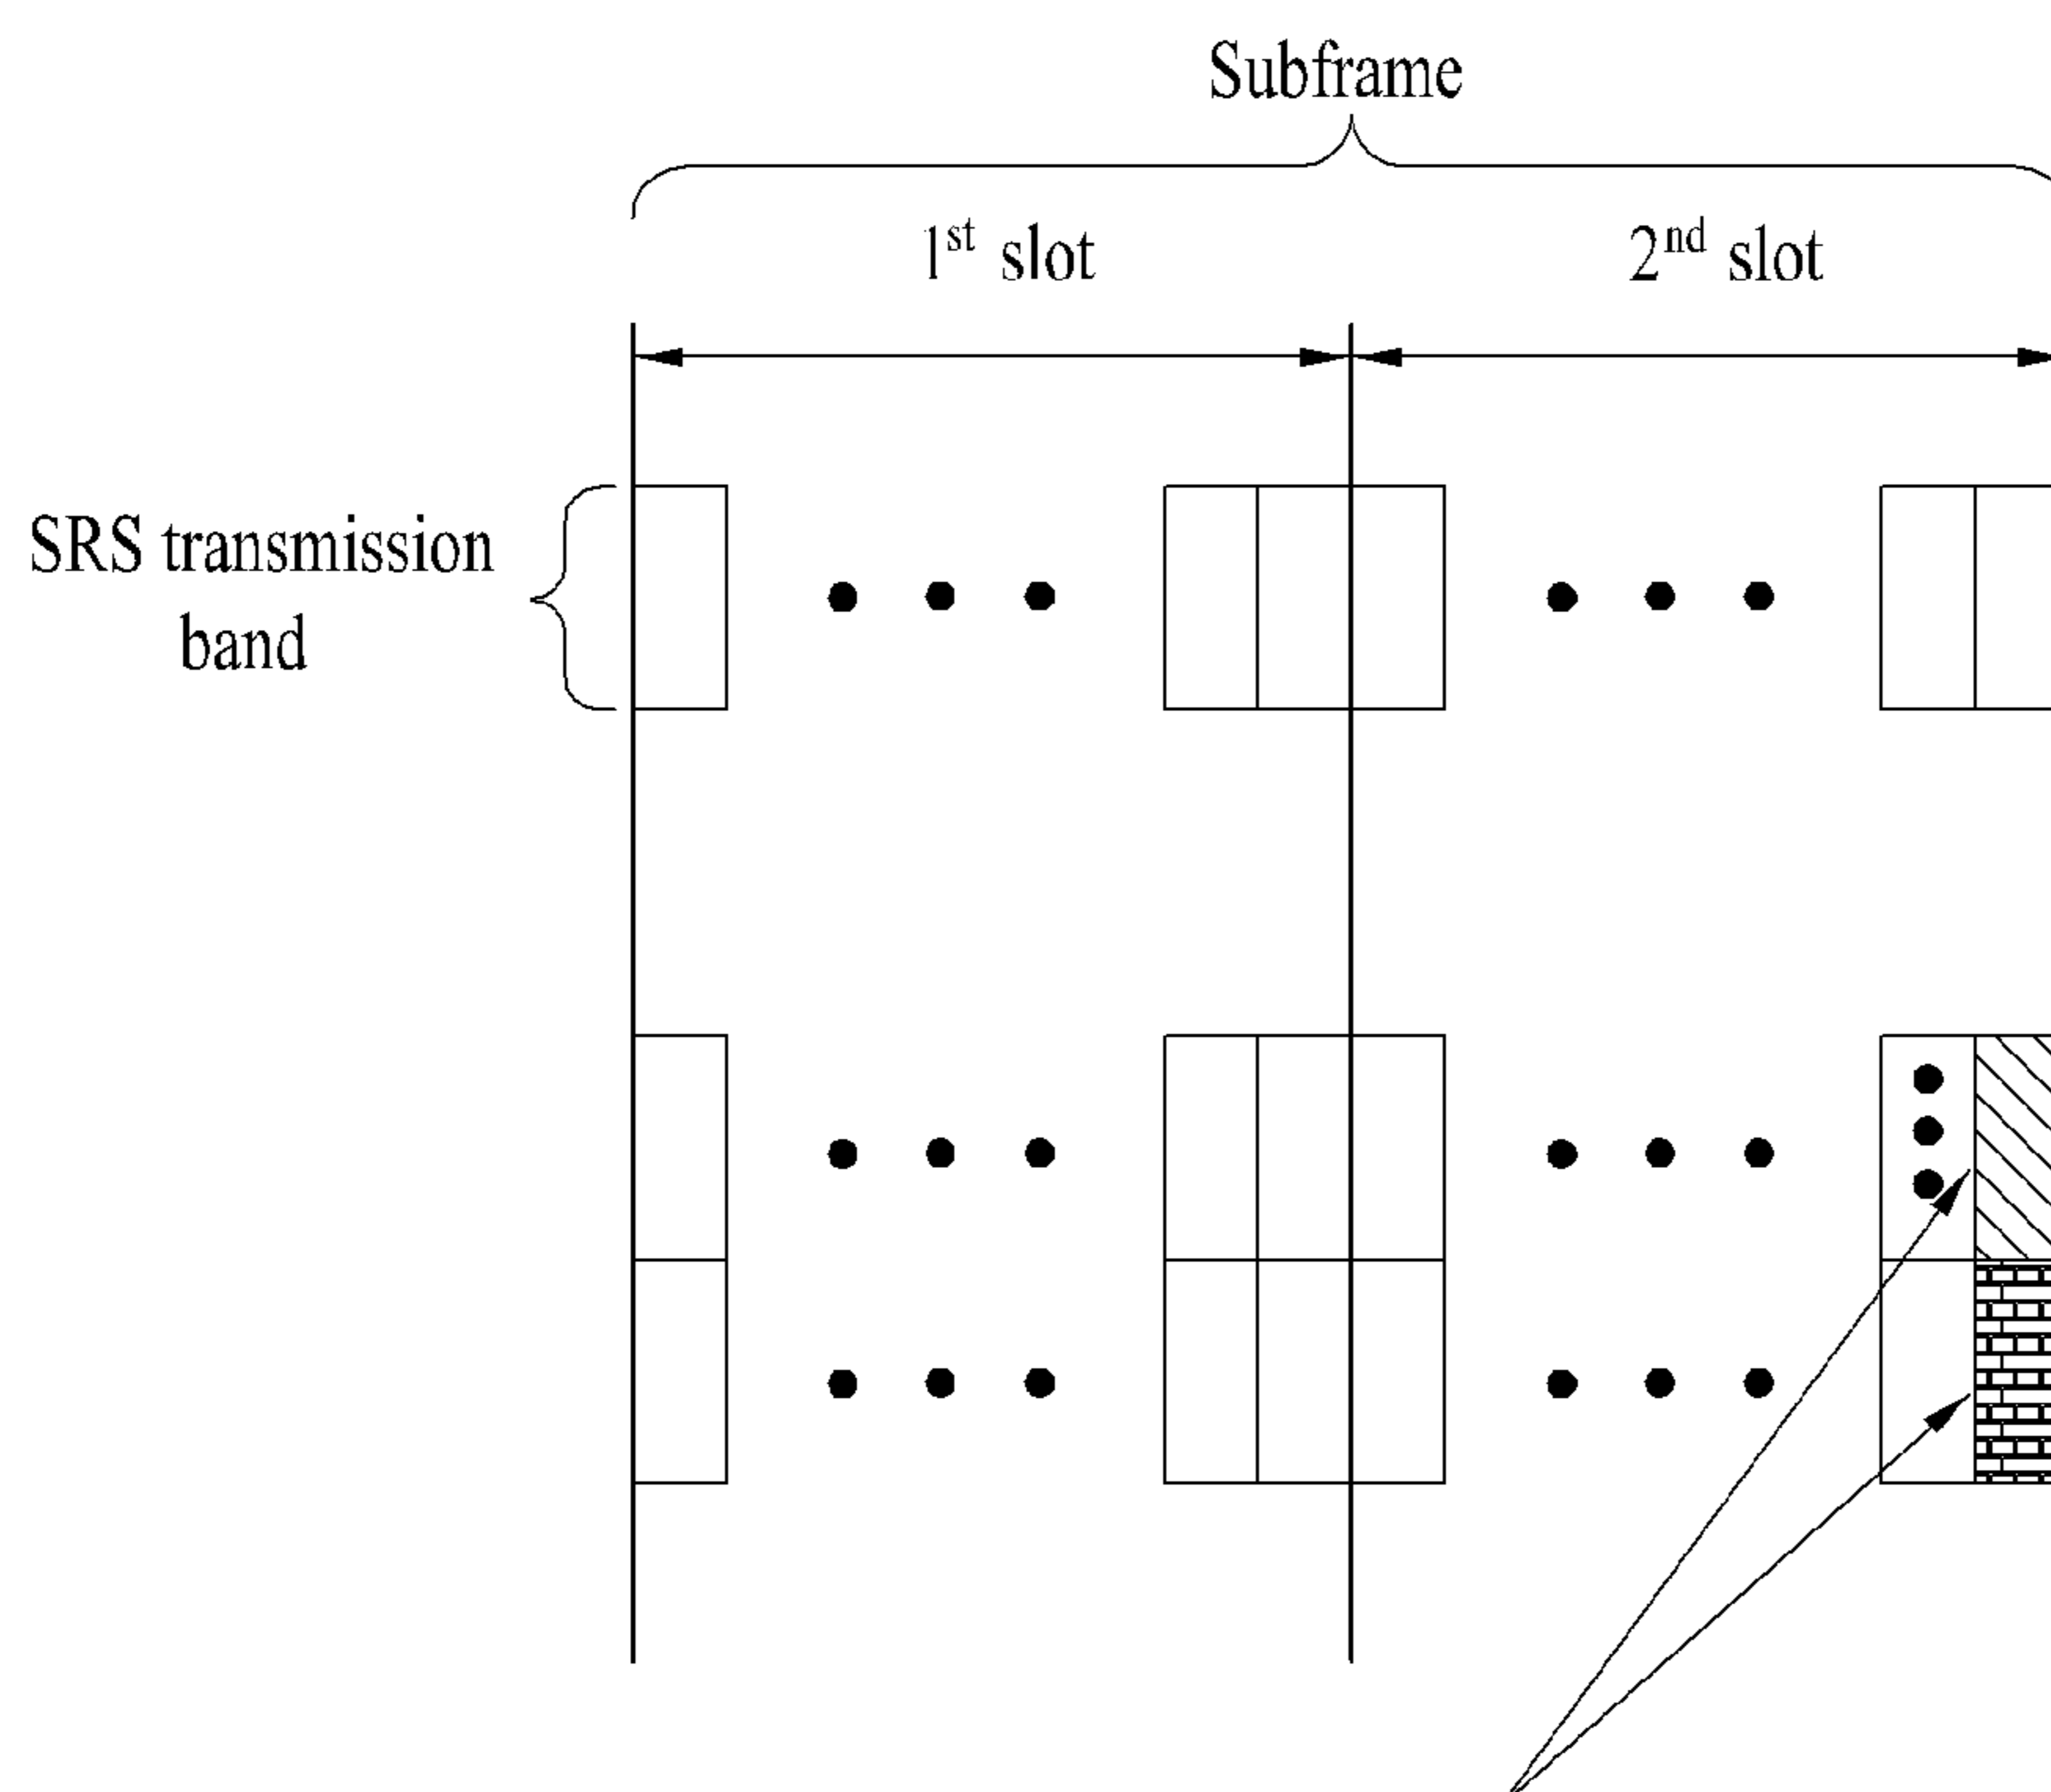 Subframe
1st slot
2nd slot
SRS transmission
band